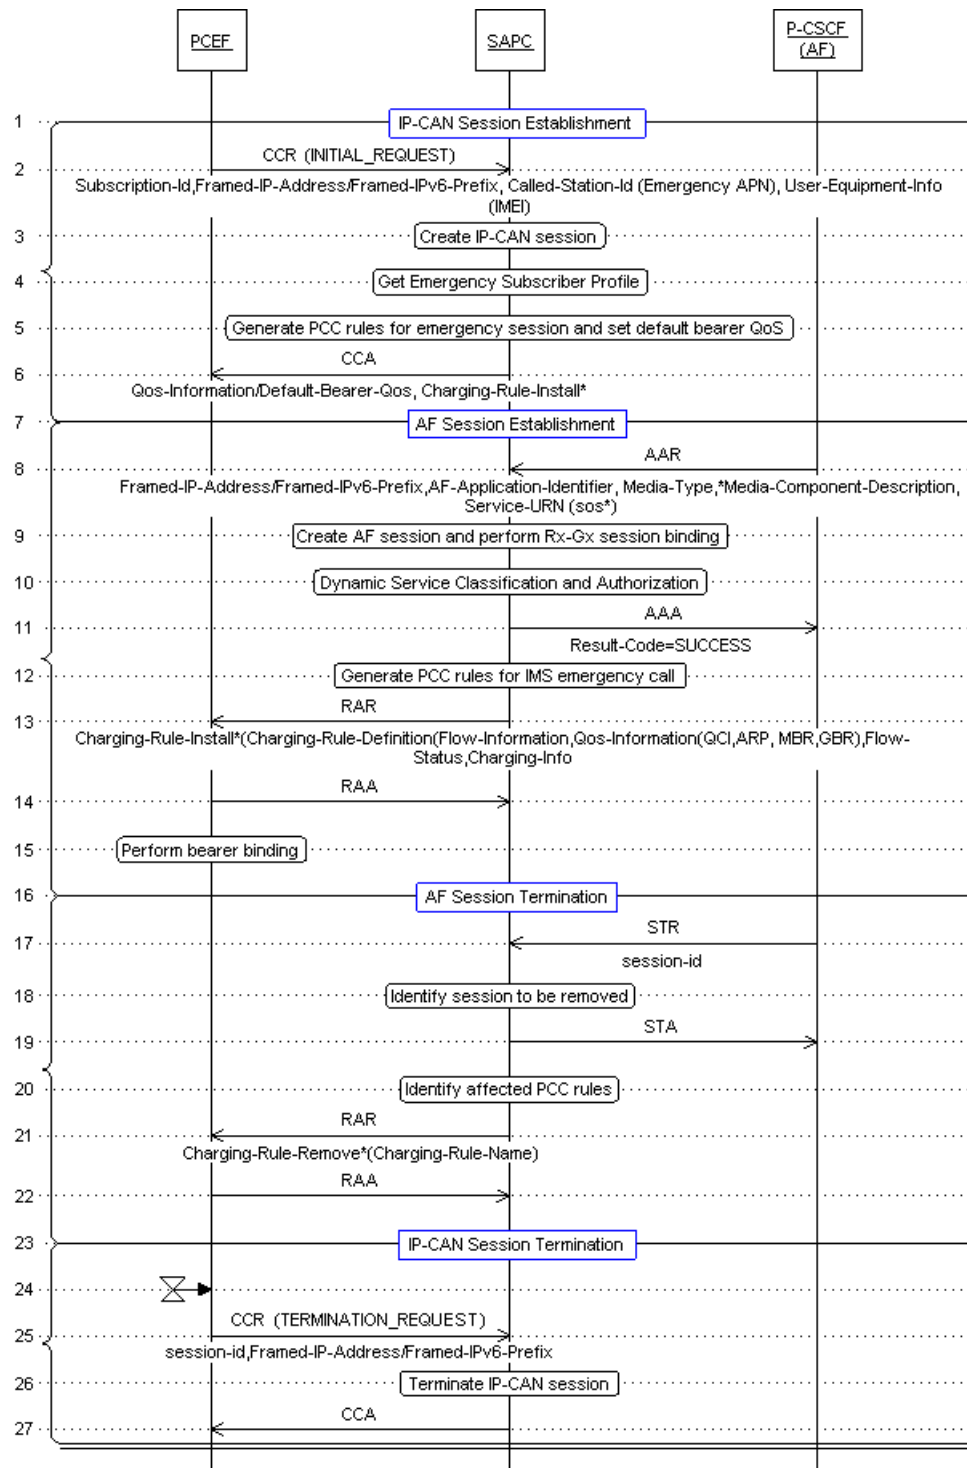 PCEF
SAPC
P-CSCF
(AF)
1
IP-CAN Session Establishment
CCR (INITIAL_REQUEST)
2
Subscription-Id,Framed-IP-Address/Framed-IPv6-Prefix, Called-Station-Id (Emergency APN), User-Equipment-Info
(IMEI)
3
Create IP-CAN session
4
Get Emergency Subscriber Profile
5
Generate PCC rules for emergency session and set default bearer QoS
CCA
6
Qos-Information/Default-Bearer-Qos, Charging-Rule-Install*
7
AF Session Establishment
AAR
8
Framed-IP-Address/Framed-IPv6-Prefix,AF-Application-Identifier, Media-Type,*Media-Component-Description,
Service-URN (sos*)
9
Create AF session and perform Rx-Gx session binding
10
Dynamic Service Classification and Authorization
AAA
11
Result-Code=SUCCESS
12
Generate PCC rules for IMS emergency call
RAR
13
Charging-Rule-Install*(Charging-Rule-Definition(Flow-Information,Qos-Information(QCI,ARP, MBR,GBR),Flow-
Status,Charging-Info
RAA
14
15
Perform bearer binding
16
AF Session Termination
STR
17
session-id
18
Identify session to be removed
STA
19
20
Identify affected PCC rules
RAR
21
Charging-Rule-Remove*(Charging-Rule-Name)
RAA
22
23
IP-CAN Session Termination
24
CCR (TERMINATION_REQUEST)
25
session-id,Framed-IP-Address/Framed-IPv6-Prefix
26
Terminate IP-CAN session
CCA
27